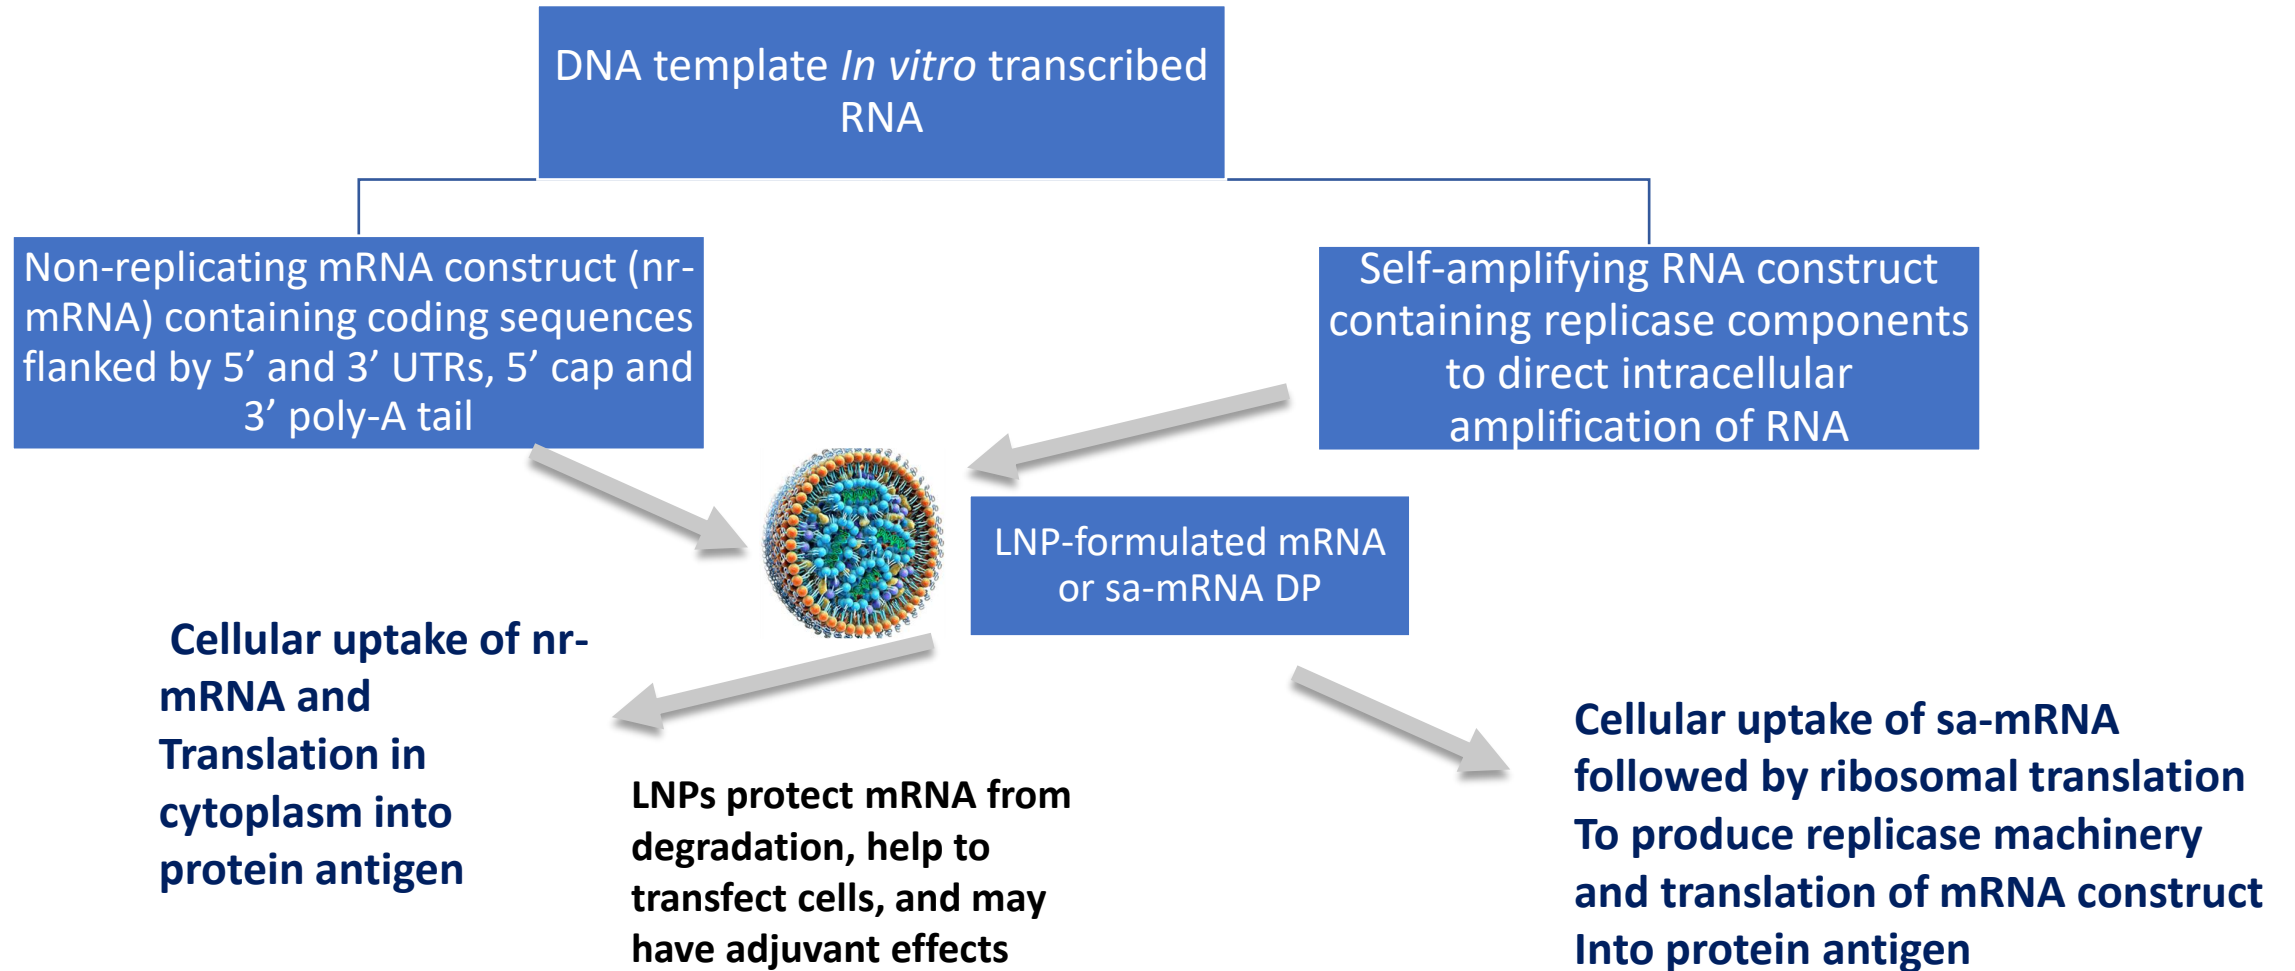 DNA template In vitro transcribed
RNA
Non-replicating mRNA construct (nr-
mRNA) containing coding sequences
flanked by 5’ and 3’ UTRs, 5’ cap and
3’ poly-A tail
Self-amplifying RNA construct
containing replicase components
to direct intracellular
amplification of RNA
LNP-formulated mRNA
or sa-mRNA DP
Cellular uptake of nr-
mRNA and
Translation in
cytoplasm into
protein antigen
LNPs protect mRNA from
degradation, help to
transfect cells, and may
have adjuvant effects
Cellular uptake of sa-mRNA
followed by ribosomal translation
To produce replicase machinery
and translation of mRNA construct
Into protein antigen